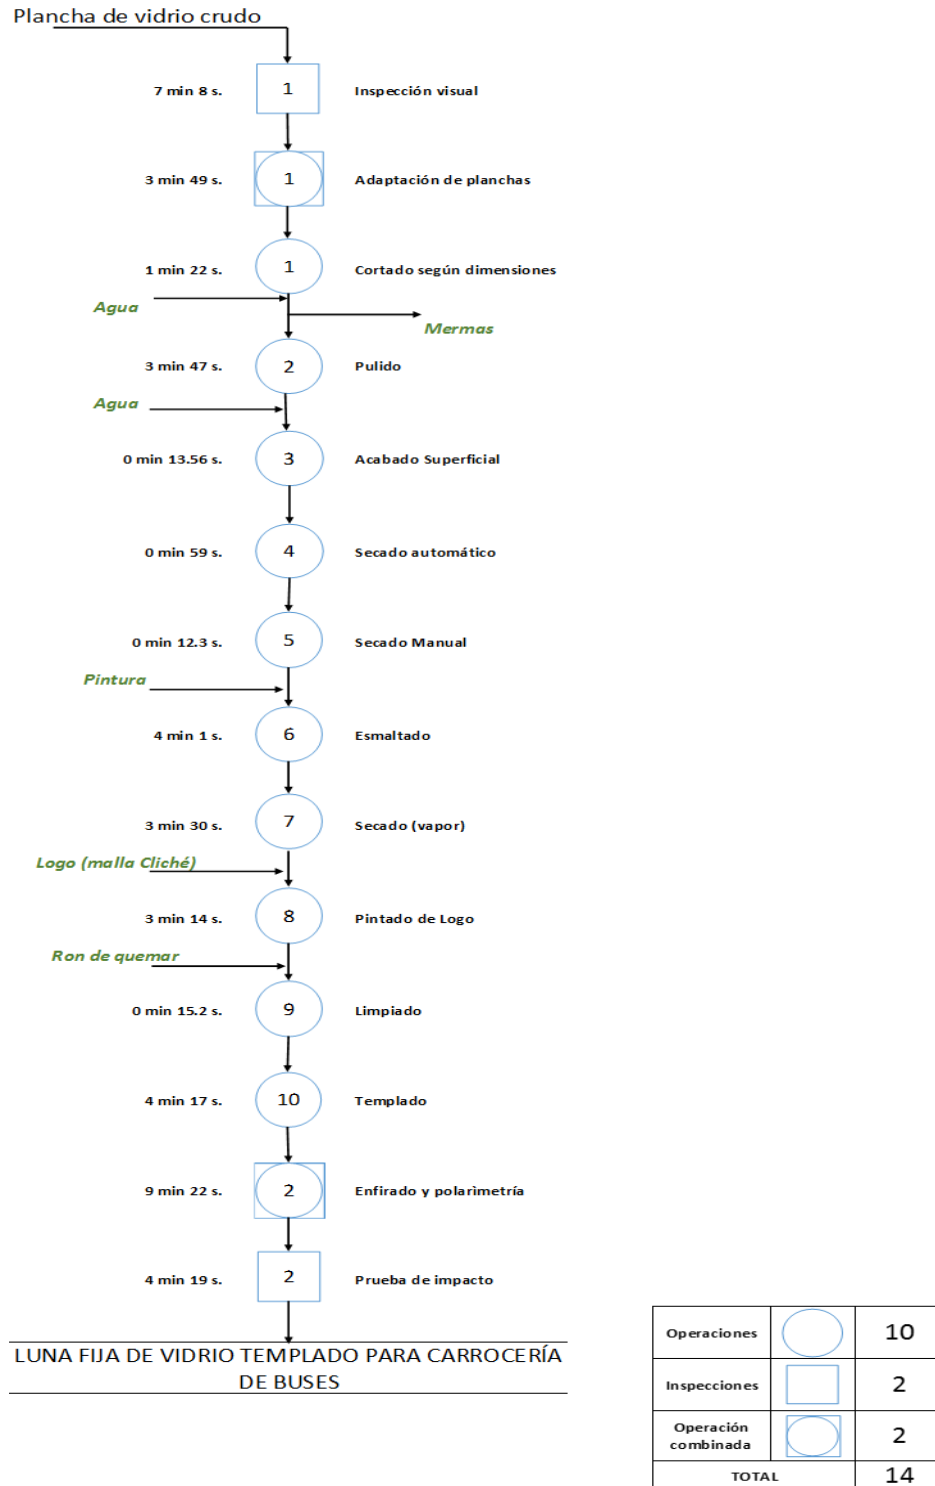 Plancha de vidrio crudo
7 min 8 s. 1 Inspección visual
3 min 49 s. 1 Adaptación de planchas
1 min 22 s. 1 Cortado según dimensiones
Agua
Mermas
3 min 47 s. 2 Pulido
Agua
0 min 13.56 s. 3 Acabado Superficial
0 min 59 s. 4 Secado automático
0 min 12.3 s. 5 Secado Manual
Pintura
4 min 1 s. 6 Esmaltado
3 min 30 s. 7 Secado (vapor)
Logo (malla Cliché)
3 min 14 s. 8 Pintado de Logo
Ron de quemar
0 min 15.2 s. 9 Limpiado
4 min 17 s. 10 Templado
9 min 22 s. 2 Enfirado y polarimetría
4 min 19 s. 2 Prueba de impacto
LUNA FIJA DE VIDRIO TEMPLADO PARA CARROCERÍA
DE BUSES
Operaciones 10
Inspecciones 2
Operación
combinada 2
TOTAL 14